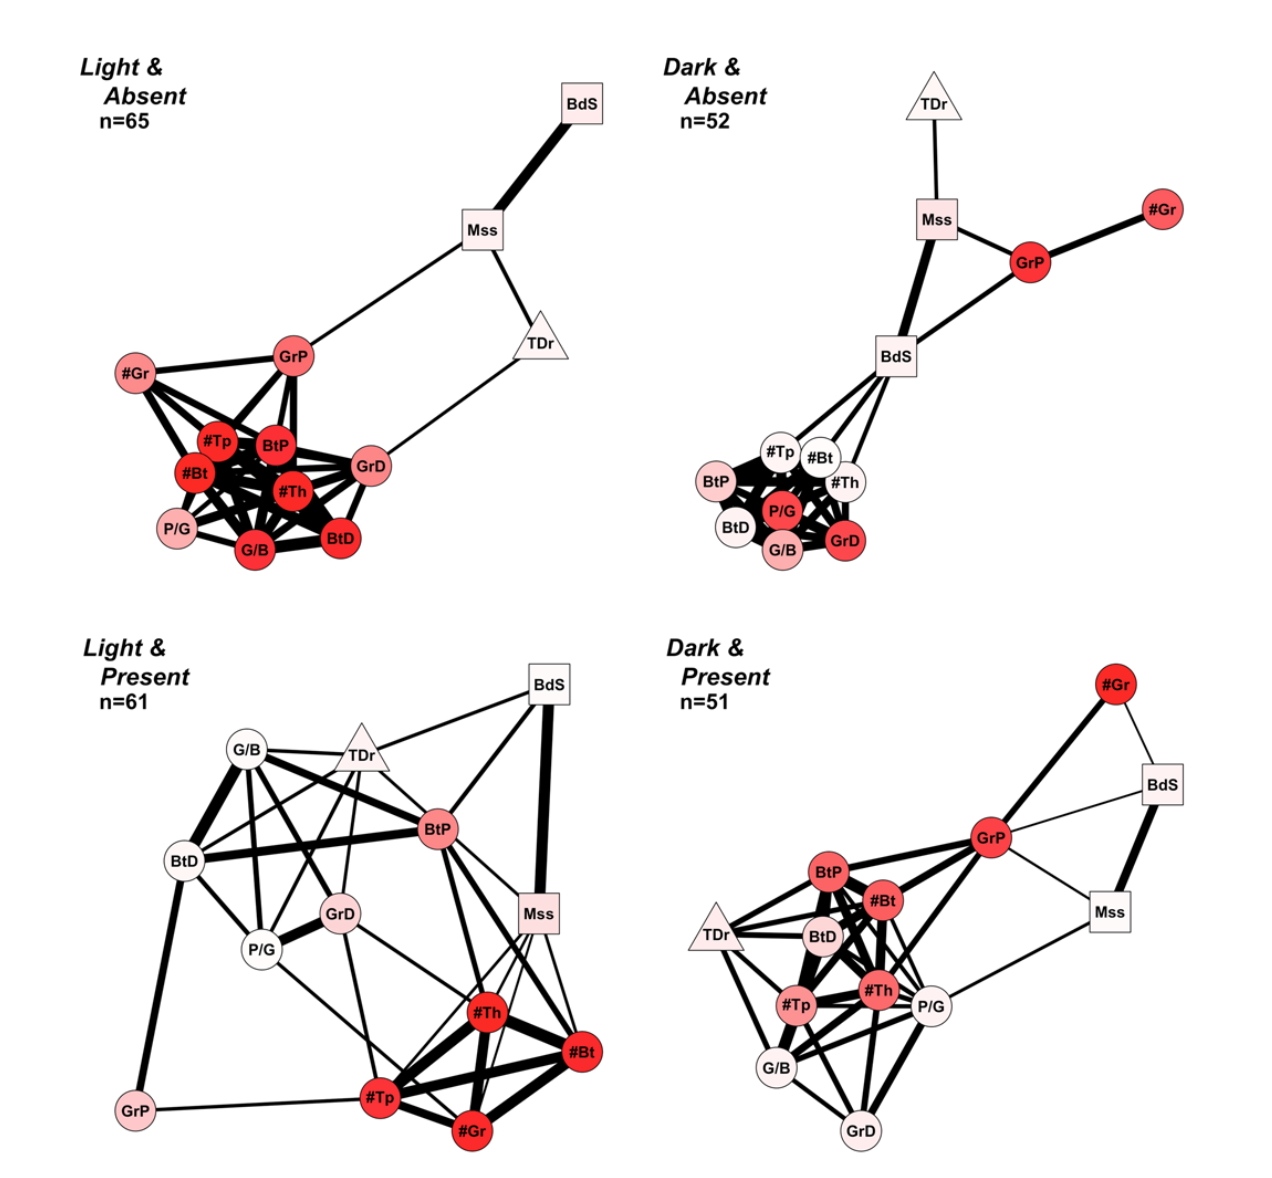 Light &
Absent
n=65
BdS
Mss
TDr
GrP
#Gr
#Tp
BtP
GrD
#Bt
#Th
P/G
G/B
BtD
Dark &
Absent
n=52
TDr
Mss
#Gr
GrP
BdS
#Tp
#Bt
BtP
#Th
P/G
BtD
GrD
G/B
Light &
Present
n=61
BdS
G/B
TDr
BtP
BtD
GrD
Mss
P/G
#Th
#Bt
#Tp
GrP
#Gr
Dark &
Present
n=51
#Gr
BdS
GrP
BtP
#Bt
Mss
TDr
BtD
#Th
#Tp
P/G
G/B
GrD